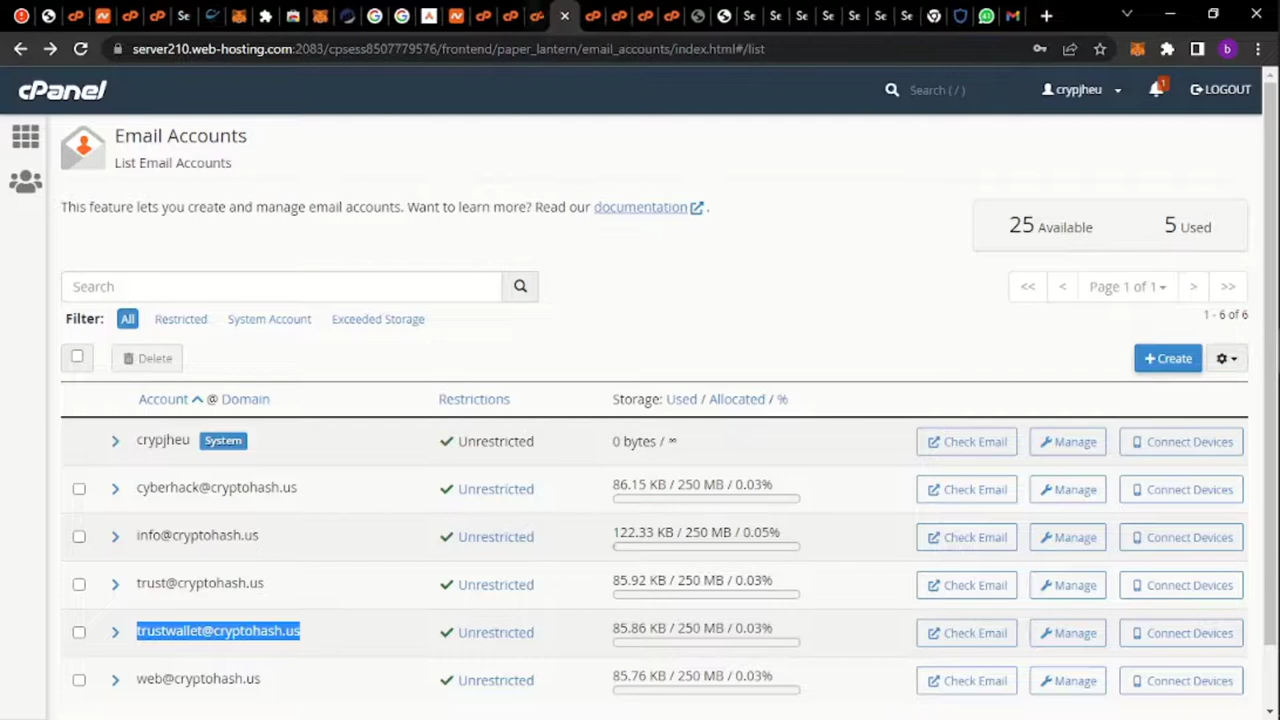 Se
Se
Se
Se
Se
Se
Se
b
server210.web-hosting.com:2083/cpsess8507779576/frontend/paper_lantern/email_accounts/index.html#/list
cPanel
Search ( / )
crypjheu
1
LOGOUT
Email Accounts
List Email Accounts
This feature lets you create and manage email accounts. Want to learn more? Read our documentation .
25 Available
5 Used
Search
<< < Page 1 of 1 > >>
Filter: All Restricted System Account Exceeded Storage
1 - 6 of 6
Delete
+ Create
Account @ Domain
Restrictions
Storage: Used / Allocated / %
crypjheu System Unrestricted 0 bytes / ∞ Check Email Manage Connect Devices
cyberhack@cryptohash.us Unrestricted 86.15 KB / 250 MB / 0.03% Check Email Manage Connect Devices
info@cryptohash.us Unrestricted 122.33 KB / 250 MB / 0.05% Check Email Manage Connect Devices
trust@cryptohash.us Unrestricted 85.92 KB / 250 MB / 0.03% Check Email Manage Connect Devices
trustwallet@cryptohash.us Unrestricted 85.86 KB / 250 MB / 0.03% Check Email Manage Connect Devices
web@cryptohash.us Unrestricted 85.76 KB / 250 MB / 0.03% Check Email Manage Connect Devices